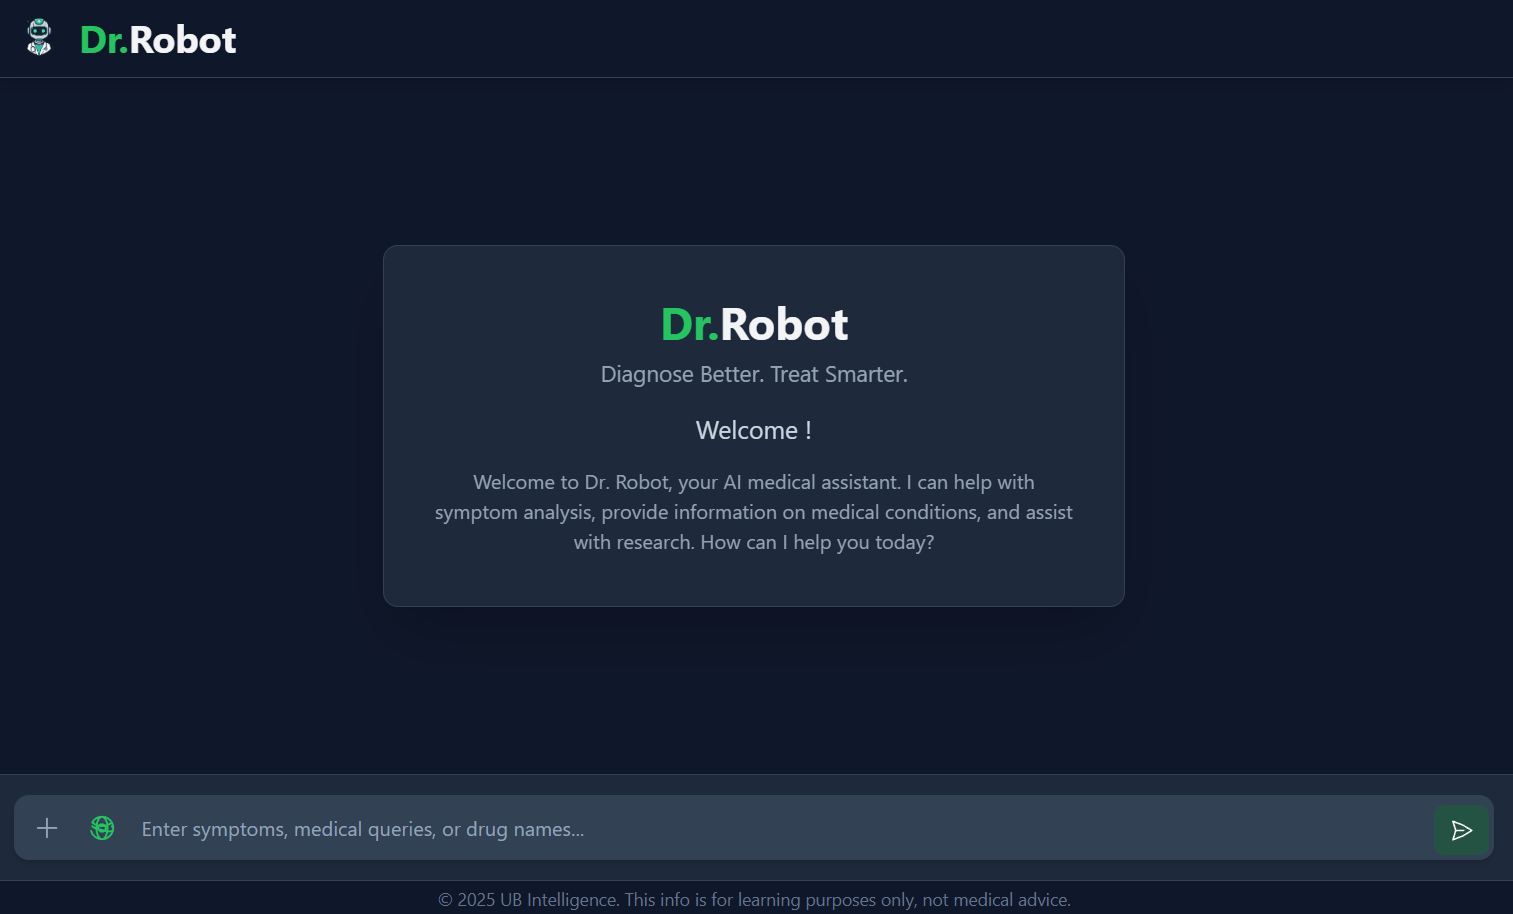 Dr.Robot
Dr.Robot
Diagnose Better. Treat Smarter.
Welcome !
Welcome to Dr. Robot, your AI medical assistant. I can help with
symptom analysis, provide information on medical conditions, and assist
with research. How can I help you today?
Enter symptoms, medical queries, or drug names...
© 2025 UB Intelligence. This info is for learning purposes only, not medical advice.